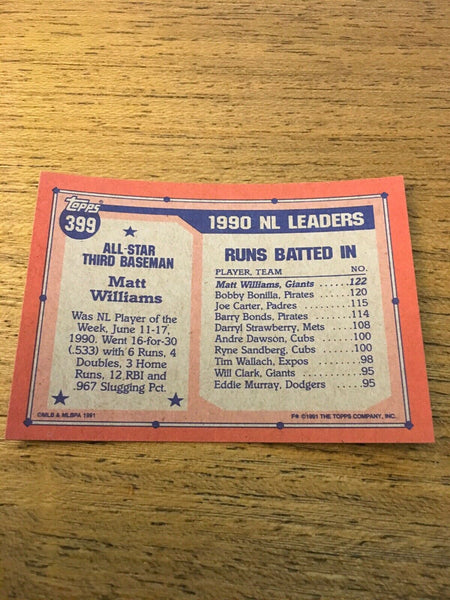 Topps
399
ALL-STAR
THIRD BASEMAN
Matt
Williams
Was NL Player of the
Week, June 11-17,
1990. Went 16-for-30
(.533) with 6 Runs, 4
Doubles, 3 Home
Runs, 12 RBI and
.967 Slugging Pct.
©MLB & MLBPA 1991
1990 NL LEADERS
RUNS BATTED IN
PLAYER, TEAM NO.
Matt Williams, Giants ......122
Bobby Bonilla, Pirates .....120
Joe Carter, Padres .....115
Barry Bonds, Pirates .....114
Darryl Strawberry, Mets ....108
Andre Dawson, Cubs .....100
Ryne Sandberg, Cubs .....100
Tim Wallach, Expos .....98
Will Clark, Giants .....95
Eddie Murray, Dodgers .....95
F* ©1991 THE TOPPS COMPANY, INC.